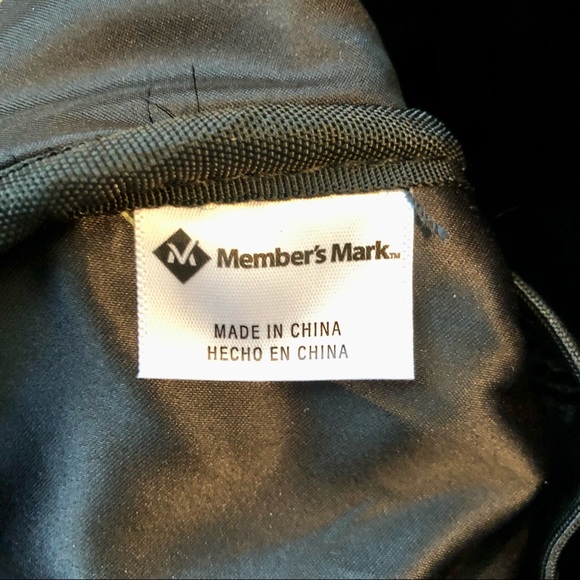 Member's Mark™
MADE IN CHINA
HECHO EN CHINA